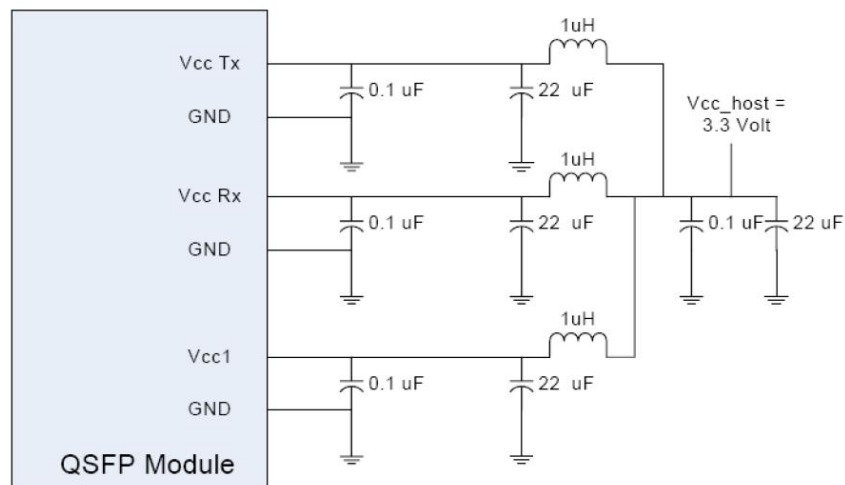 1uH
Vcc Tx
0.1 uF
22 uF
GND
Vcc_host =
3.3 Volt
1uH
Vcc Rx
0.1 uF
22 uF
0.1 uF
22 uF
GND
1uH
Vcc1
0.1 uF
22 uF
GND
QSFP Module